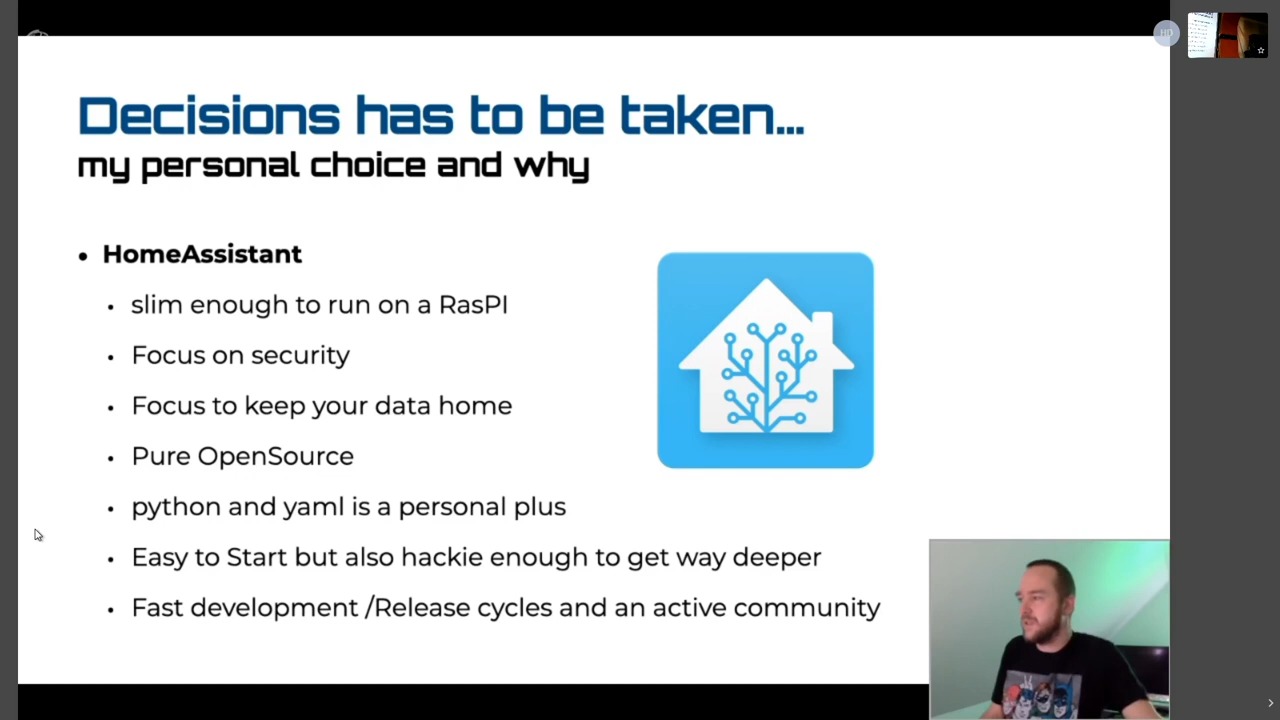 Decisions has to be taken...
my personal choice and why
• HomeAssistant
• slim enough to run on a RasPI
• Focus on security
• Focus to keep your data home
• Pure OpenSource
• python and yaml is a personal plus
• Easy to Start but also hackie enough to get way deeper
• Fast development /Release cycles and an active community
HD